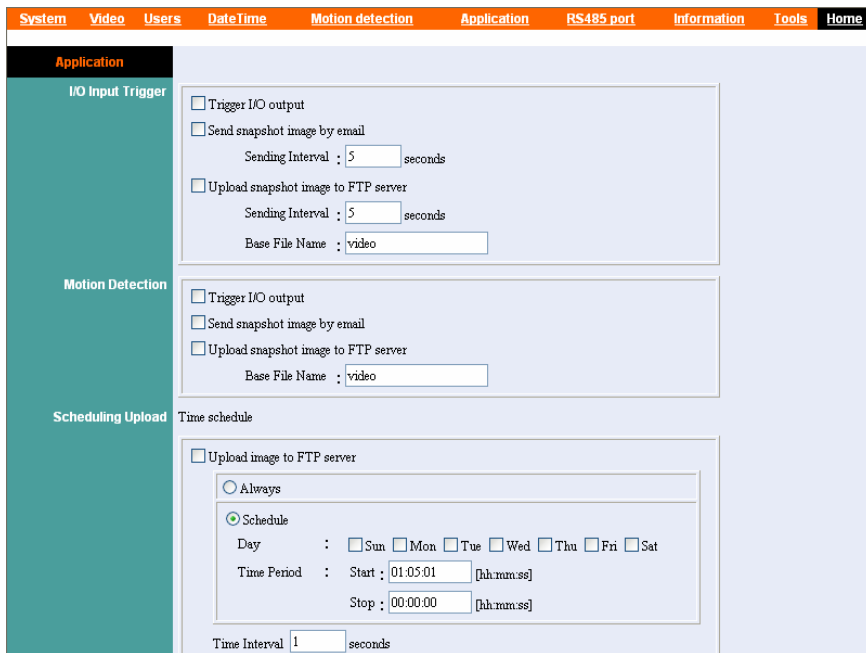 System Video Users DateTime Motion detection Application RS485 port Information Tools Home
Application
I/O Input Trigger
Trigger I/O output
Send snapshot image by email
Sending Interval : 5 seconds
Upload snapshot image to FTP server
Sending Interval : 5 seconds
Base File Name : video
Motion Detection
Trigger I/O output
Send snapshot image by email
Upload snapshot image to FTP server
Base File Name : video
Scheduling Upload Time schedule
Upload image to FTP server
Always
Schedule
Day : Sun Mon Tue Wed Thu Fri Sat
Time Period : Start : 01:05:01 [hh:mm:ss]
Stop : 00:00:00 [hh:mm:ss]
Time Interval 1 seconds